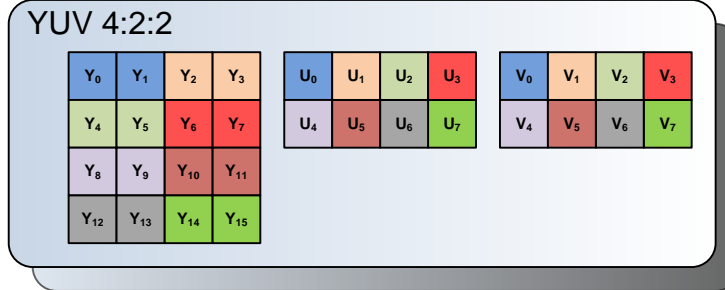 YUV 4:2:2
Y₀ Y₁ Y₂ Y₃ U₀ U₁ U₂ U₃ V₀ V₁ V₂ V₃
Y₄ Y₅ Y₆ Y₇ U₄ U₅ U₆ U₇ V₄ V₅ V₆ V₇
Y₈ Y₉ Y₁₀ Y₁₁
Y₁₂ Y₁₃ Y₁₄ Y₁₅